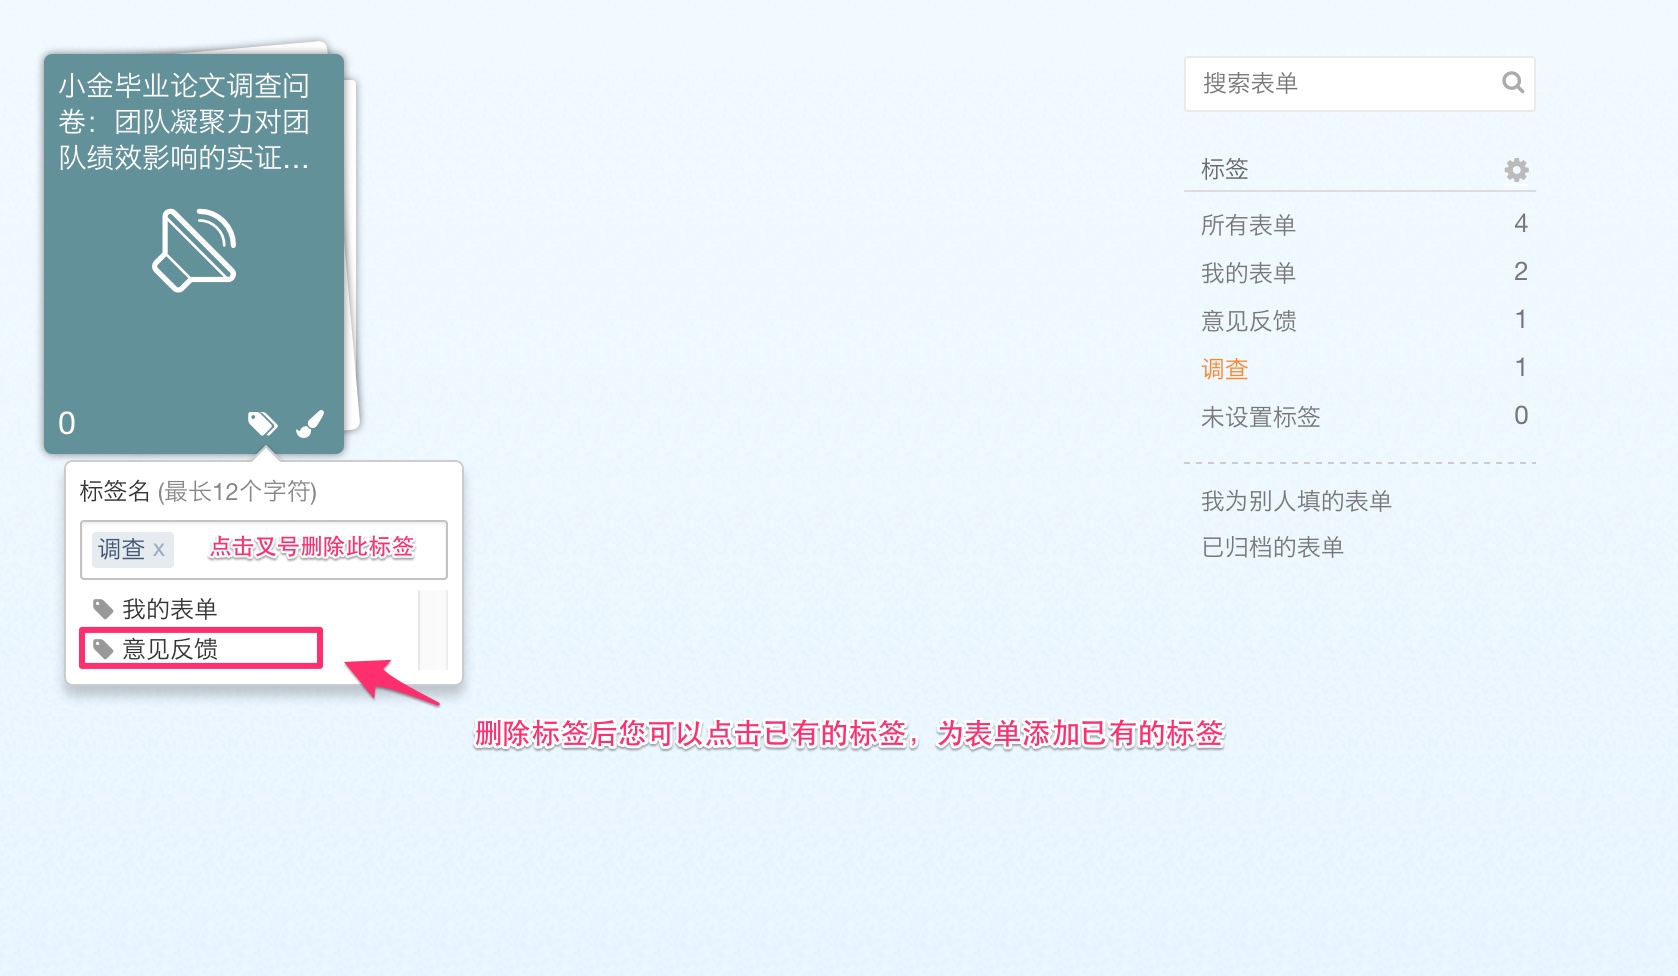 小金毕业论文调查问
卷：团队凝聚力对团
队绩效影响的实证...
0
标签名 (最长12个字符)
调查 x
点击叉号删除此标签
我的表单
意见反馈
删除标签后您可以点击已有的标签，为表单添加已有的标签
搜索表单
标签
所有表单 4
我的表单 2
意见反馈 1
调查 1
未设置标签 0
我为别人填的表单
已归档的表单